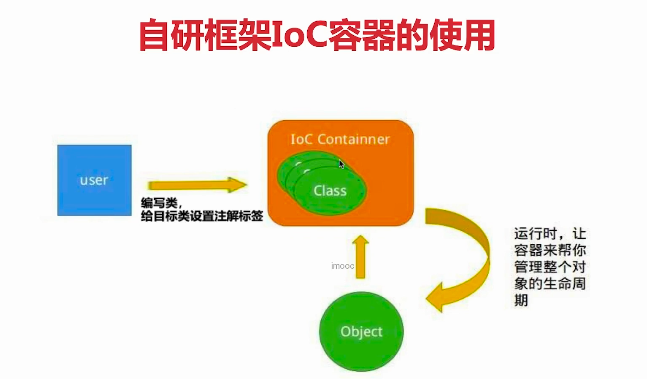 自研框架IoC容器的使用
IoC Containner
user
Class
编写类，
给目标类设置注解标签
运行时，让
容器来帮你
管理整个对
象的生命周
期
imooc
Object